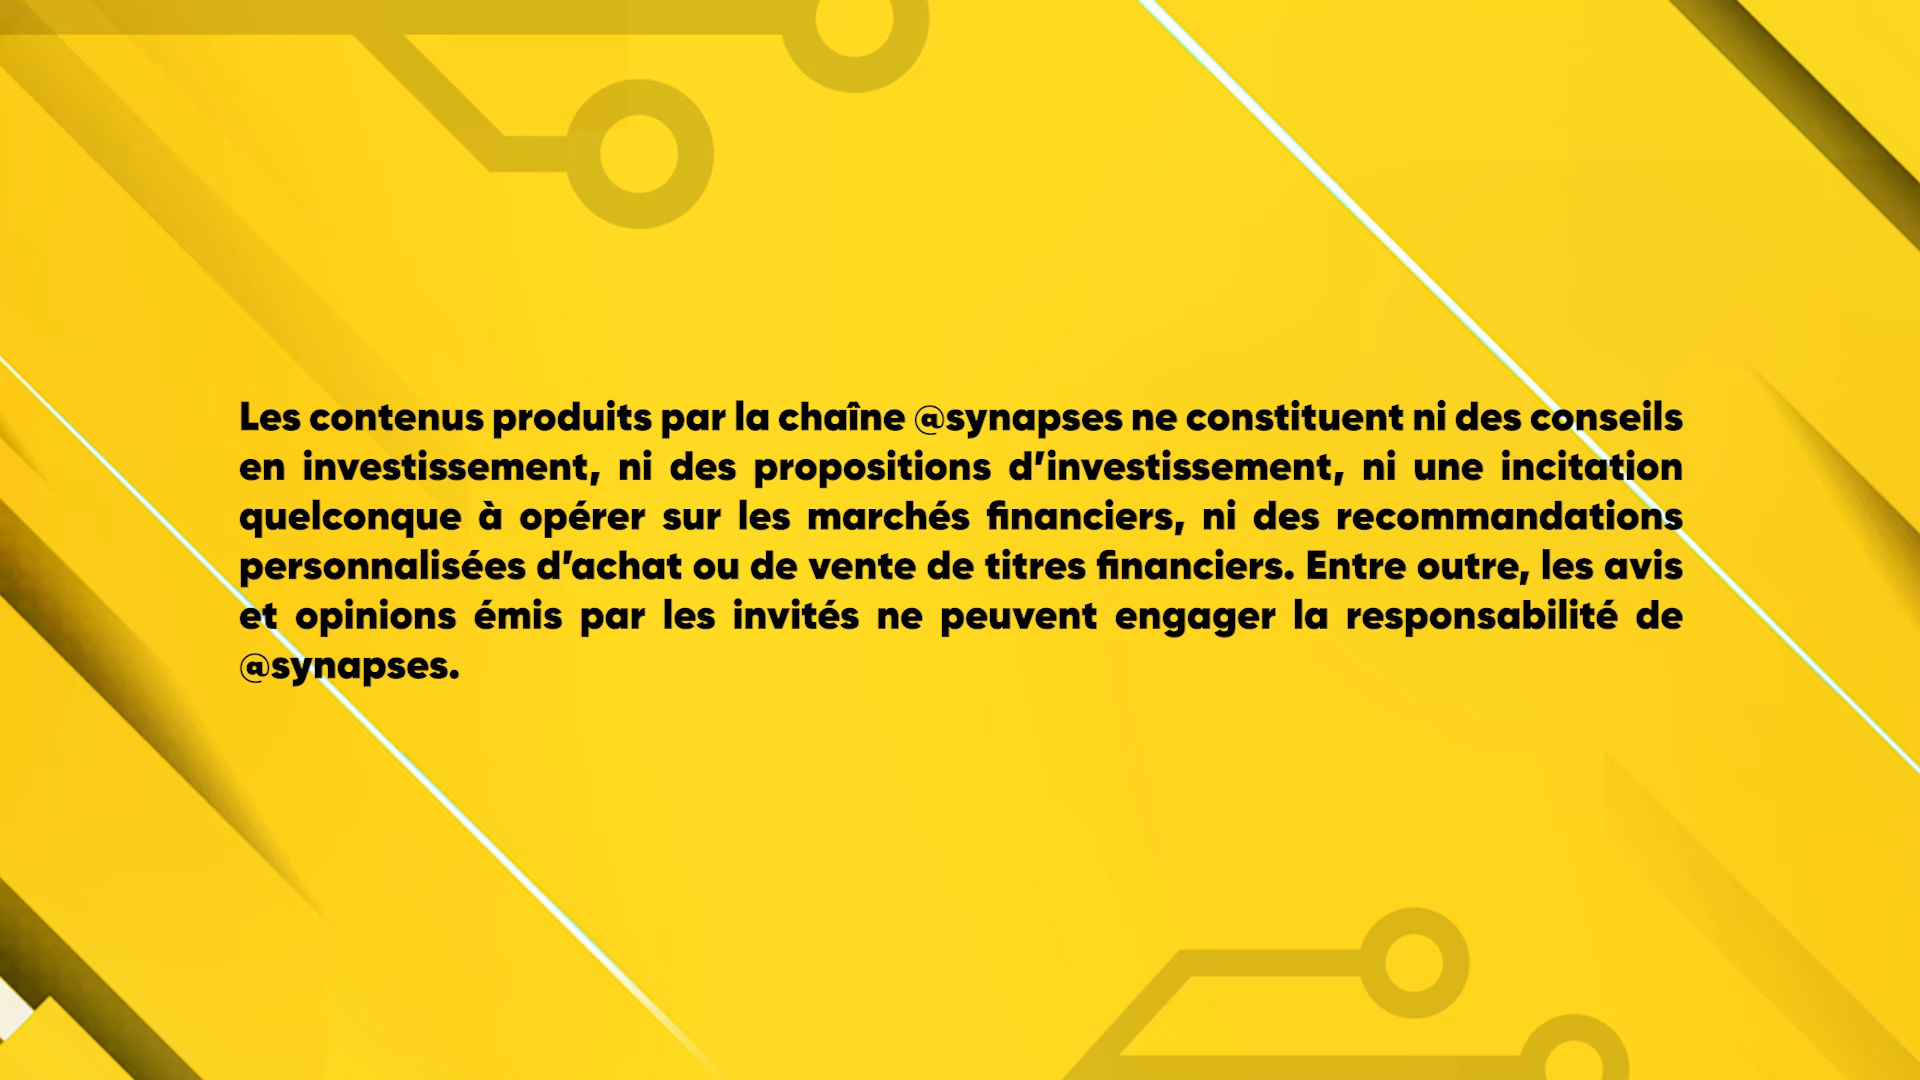 Les contenus produits par la chaîne @synapses ne constituent ni des conseils
en investissement, ni des propositions d’investissement, ni une incitation
quelconque à opérer sur les marchés financiers, ni des recommandations
personnalisées d’achat ou de vente de titres financiers. Entre outre, les avis
et opinions émis par les invités ne peuvent engager la responsabilité de
@synapses.